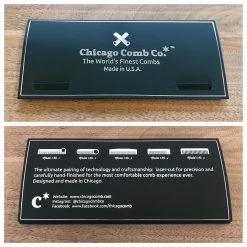 Chicago Comb Co.™
The World's Finest Combs
Made in U.S.A.
The ultimate pairing of technology and craftsmanship: laser-cut for precision and
carefully hand-finished for the most comfortable comb experience ever.
Designed and made in Chicago.
C*
Website: www.chicagocomb.com
Instagram: @chicagocombco
Facebook: www.Facebook.com/chicagocomb